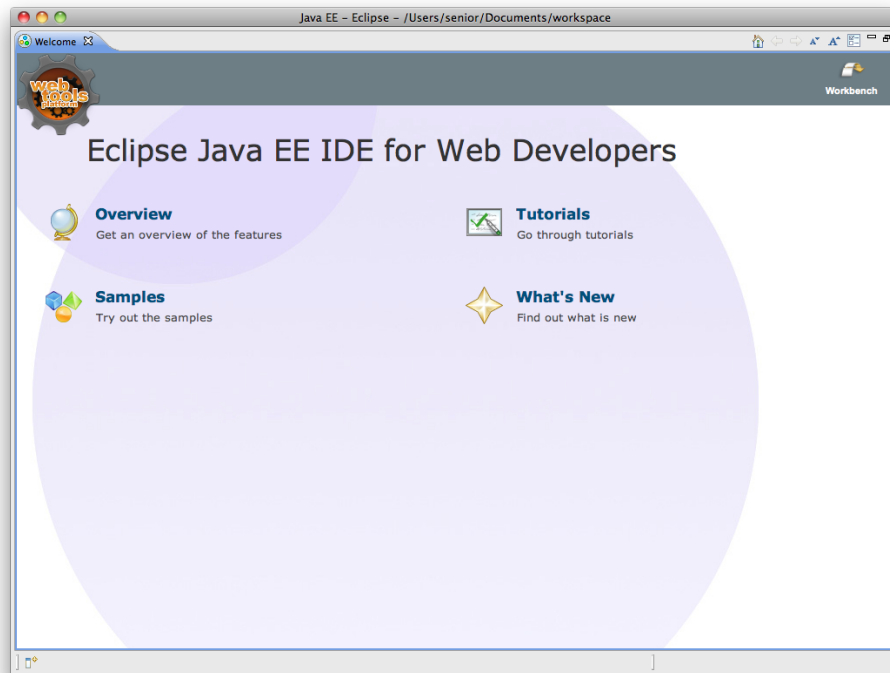 Java EE - Eclipse - /Users/senior/Documents/workspace
Welcome
web
tools
platform
Workbench
Eclipse Java EE IDE for Web Developers
Overview
Get an overview of the features
Tutorials
Go through tutorials
Samples
Try out the samples
What's New
Find out what is new